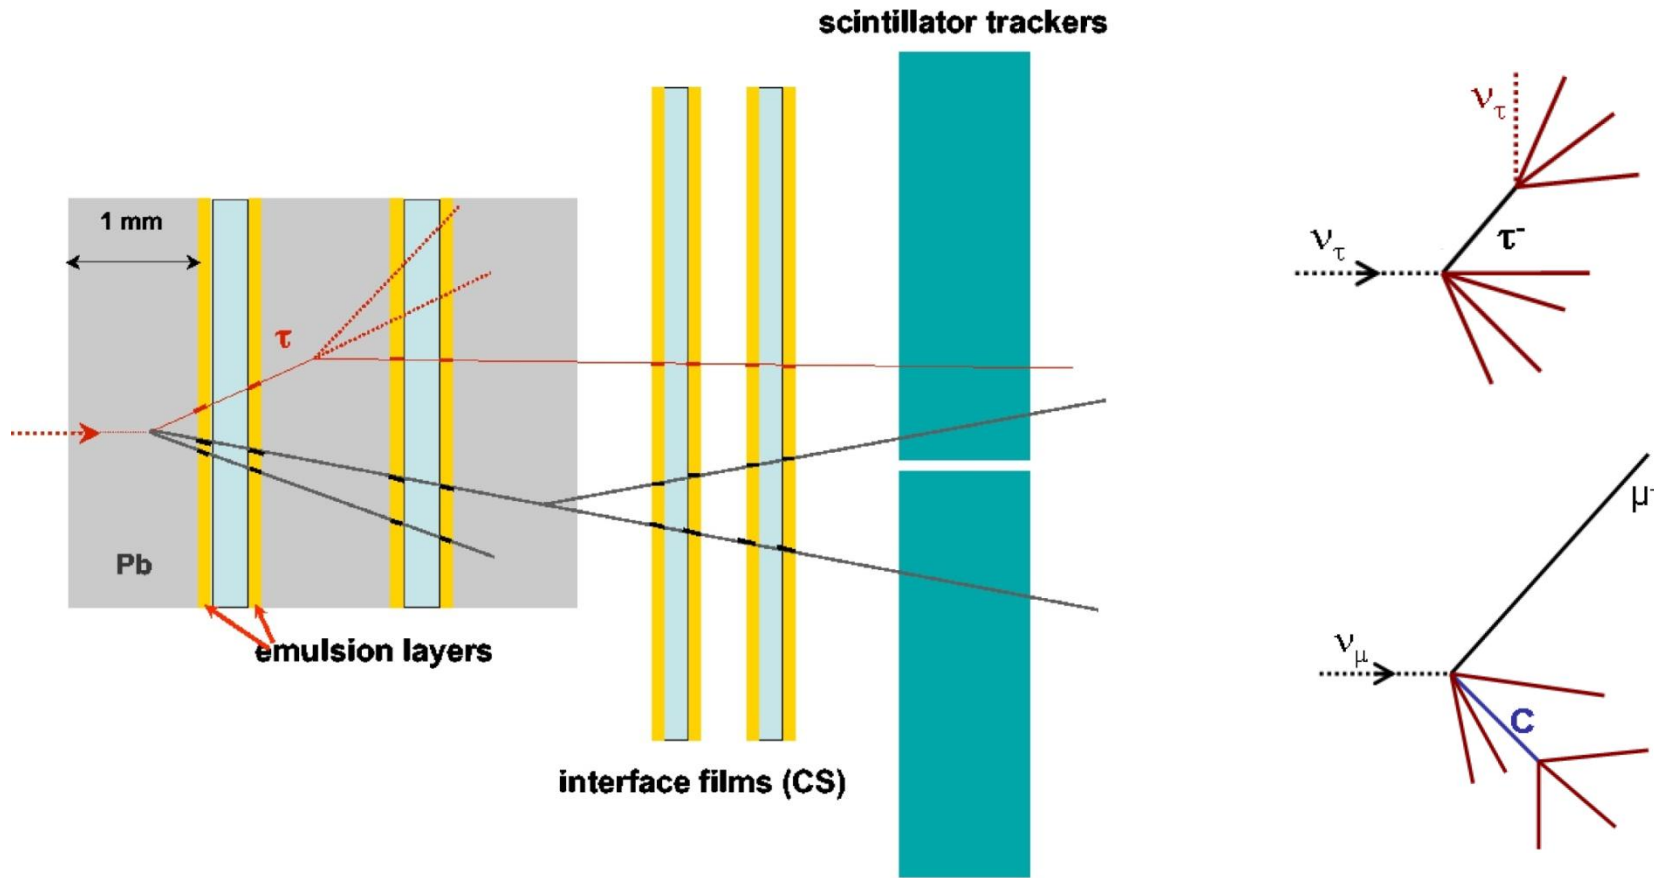 scintillator trackers
1 mm
τ
Pb
emulsion layers
interface films (CS)
ντ
ντ
τ-
μ-
νμ
C